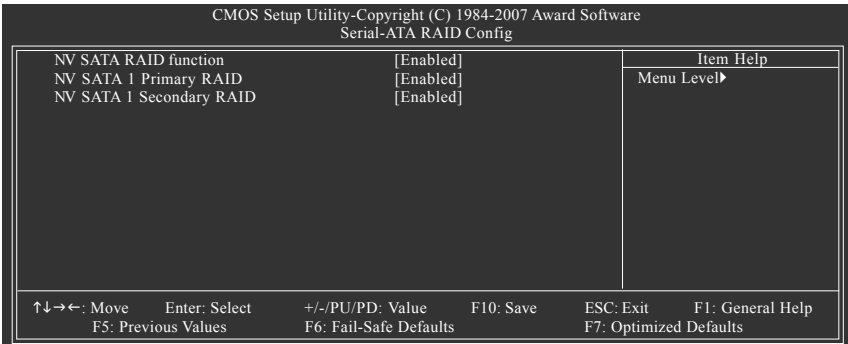 CMOS Setup Utility-Copyright (C) 1984-2007 Award Software
Serial-ATA RAID Config
NV SATA RAID function [Enabled]
NV SATA 1 Primary RAID [Enabled]
NV SATA 1 Secondary RAID [Enabled]
Item Help
Menu Level▶
↑↓→←: Move Enter: Select +/-/PU/PD: Value F10: Save ESC: Exit F1: General Help
F5: Previous Values F6: Fail-Safe Defaults F7: Optimized Defaults